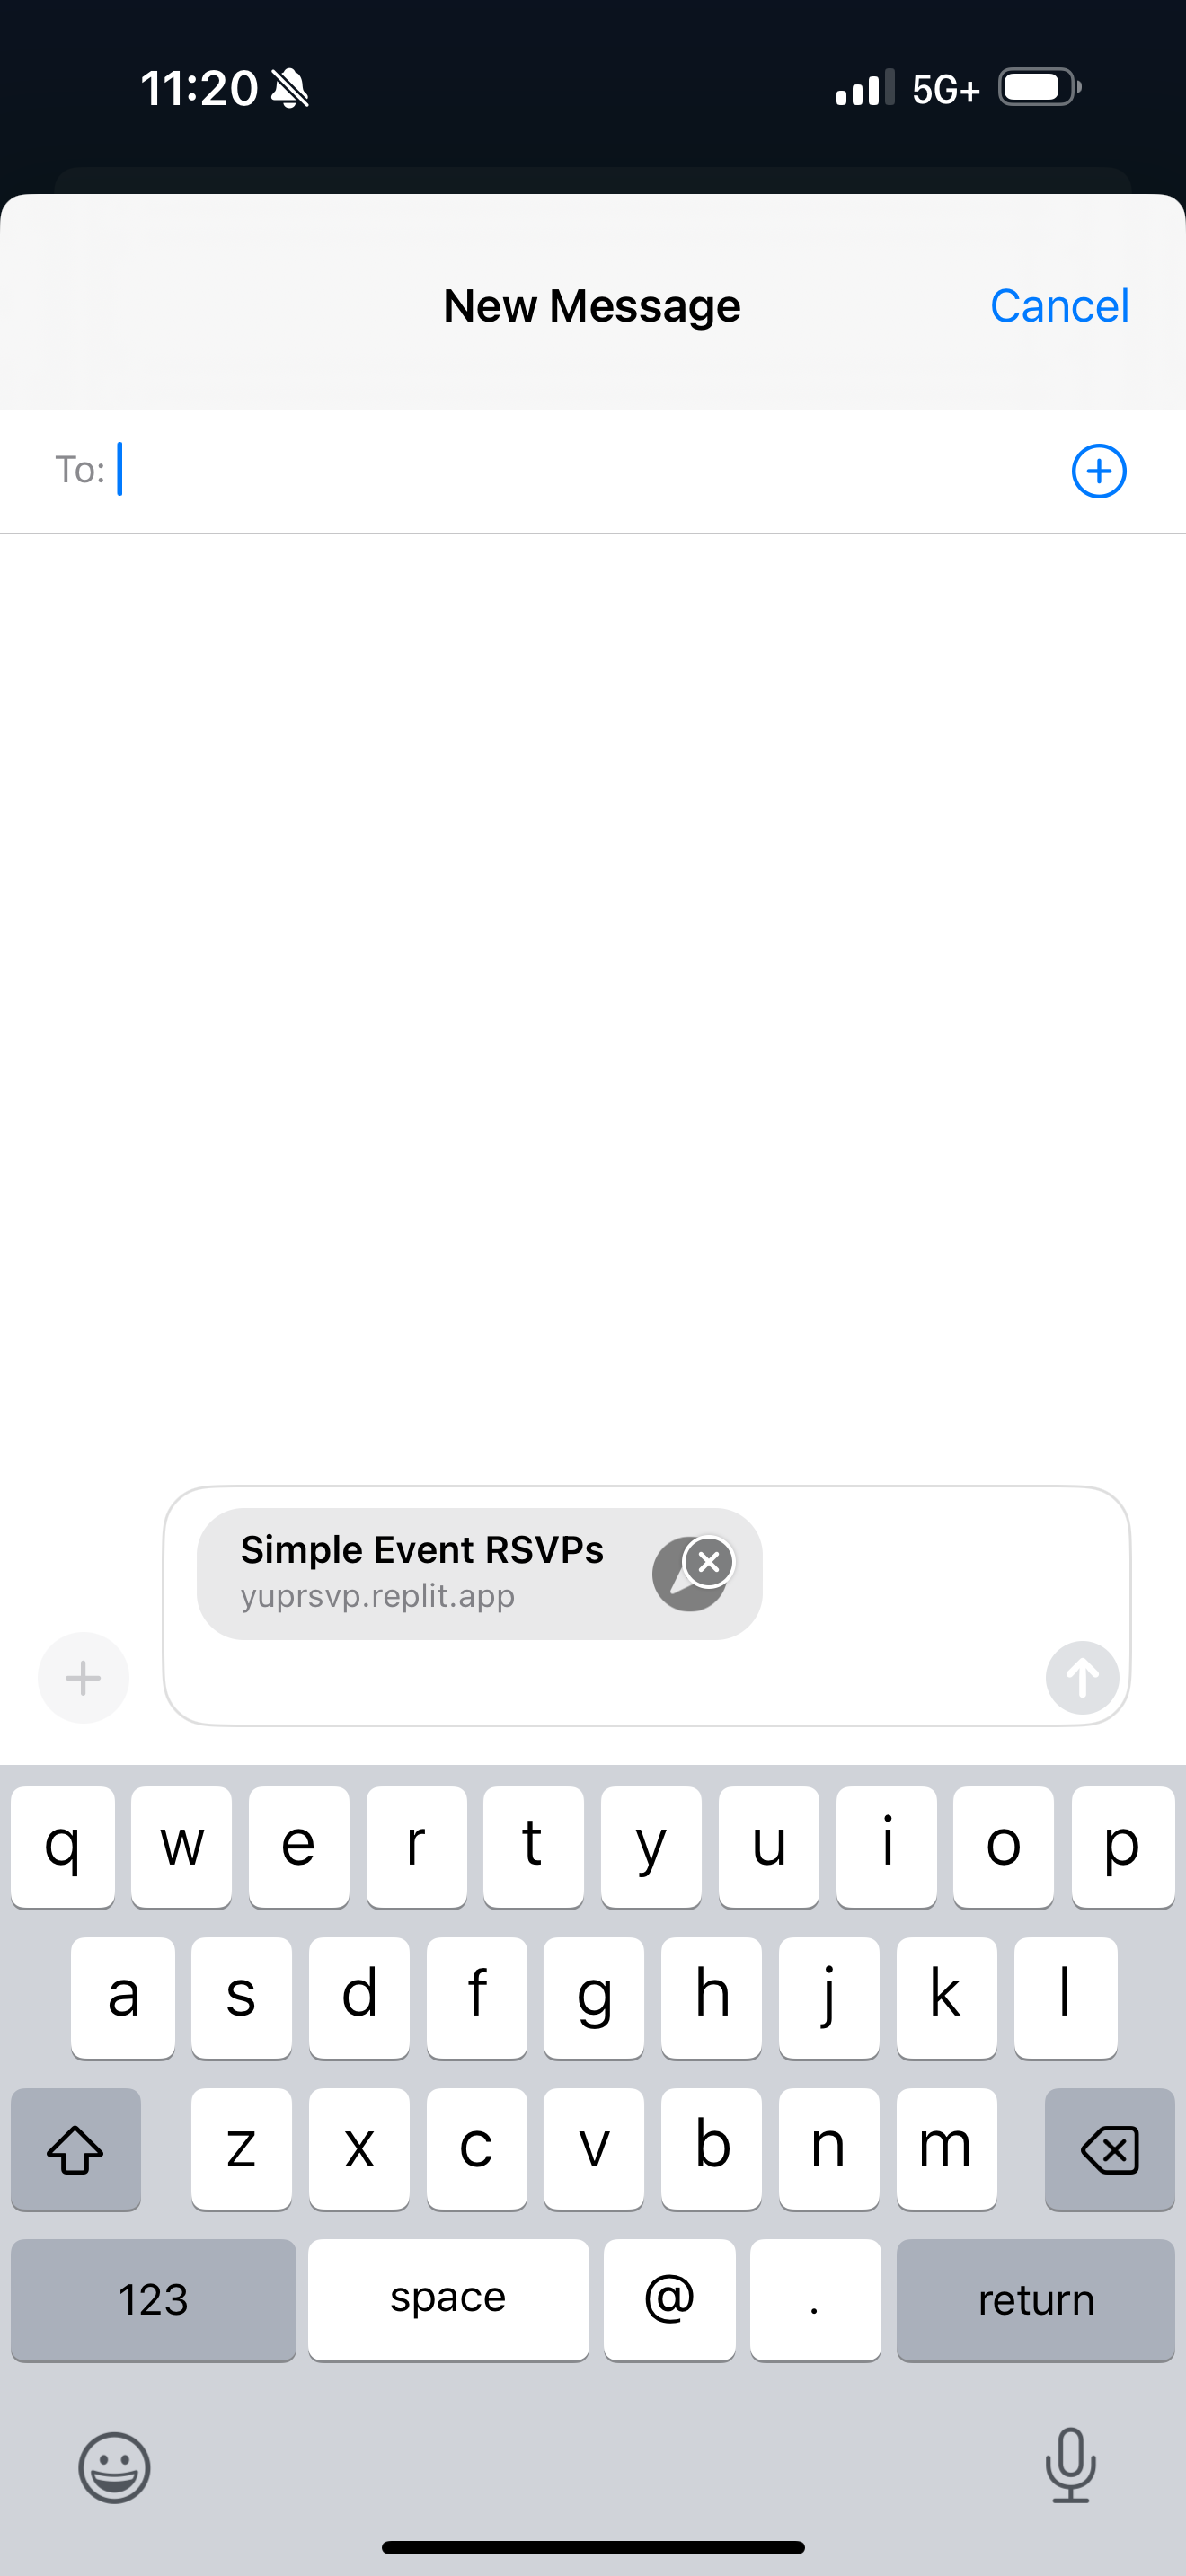 11:20 5G+
New Message Cancel
To:
Simple Event RSVPs
yuprsvp.replit.app
q w e r t y u i o p
a s d f g h j k l
z x c v b n m
123 space @ . return